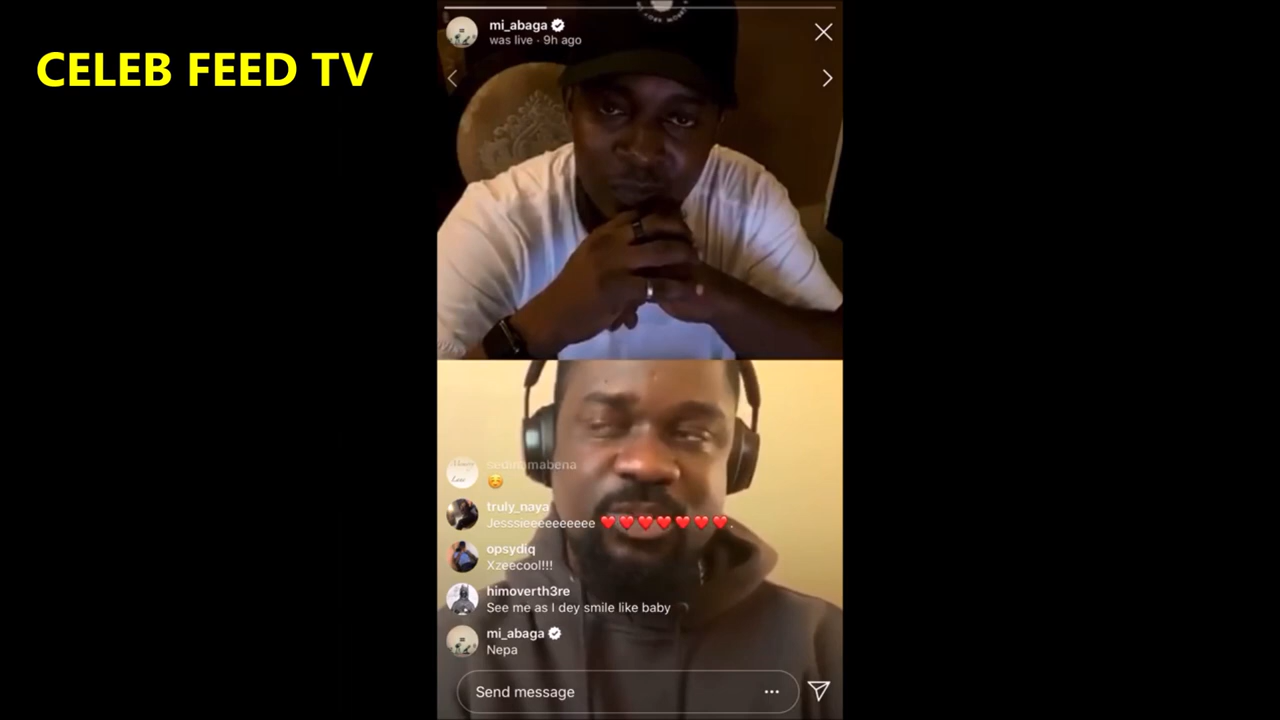 CELEB FEED TV
mi_abaga
was live · 9h ago
😊
truly_naya
Jesssieeeeeeeeee ❤️❤️❤️❤️❤️❤️❤️.
opsydiq
Xzeecool!!!
himoverth3re
See me as I dey smile like baby
mi_abaga
Nepa
Send message